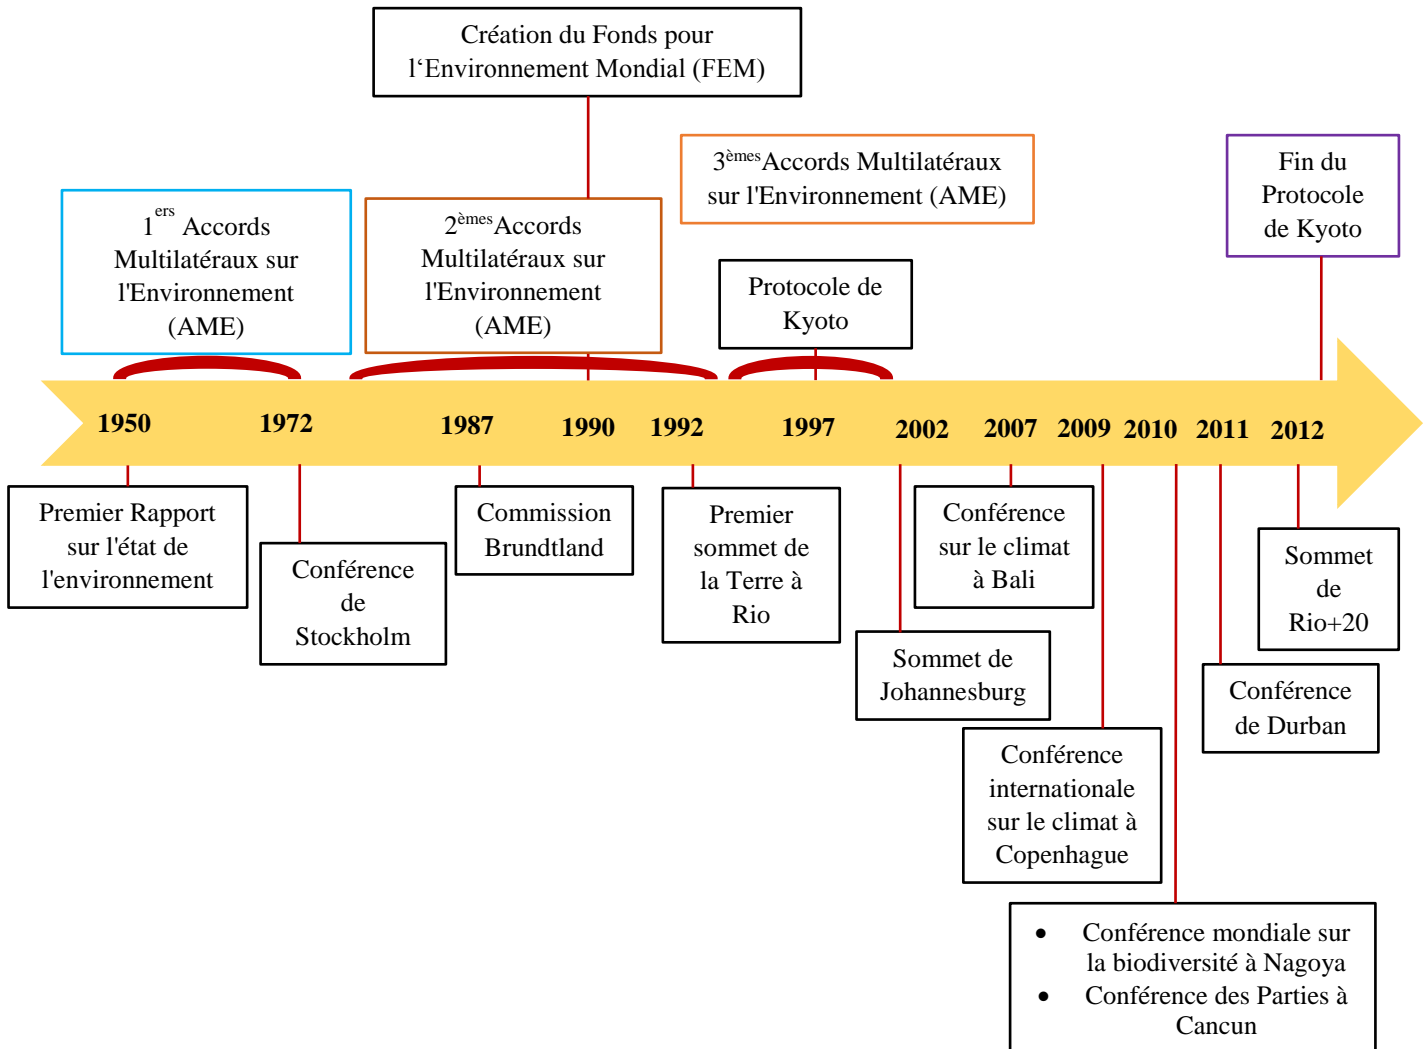 Création du Fonds pour
l‘Environnement Mondial (FEM)
3èmes Accords Multilatéraux
sur l'Environnement (AME)
Fin du
Protocole
de Kyoto
1ers Accords
Multilatéraux sur
l'Environnement
(AME)
2èmes Accords
Multilatéraux sur
l'Environnement
(AME)
Protocole de
Kyoto
1950 1972 1987 1990 1992 1997 2002 2007 2009 2010 2011 2012
Premier Rapport
sur l'état de
l'environnement
Conférence
de
Stockholm
Commission
Brundtland
Premier
sommet de
la Terre à
Rio
Sommet de
Johannesburg
Conférence
sur le climat
à Bali
Conférence
internationale
sur le climat à
Copenhague
• Conférence mondiale sur
la biodiversité à Nagoya
• Conférence des Parties à
Cancun
Conférence
de Durban
Sommet
de
Rio+20